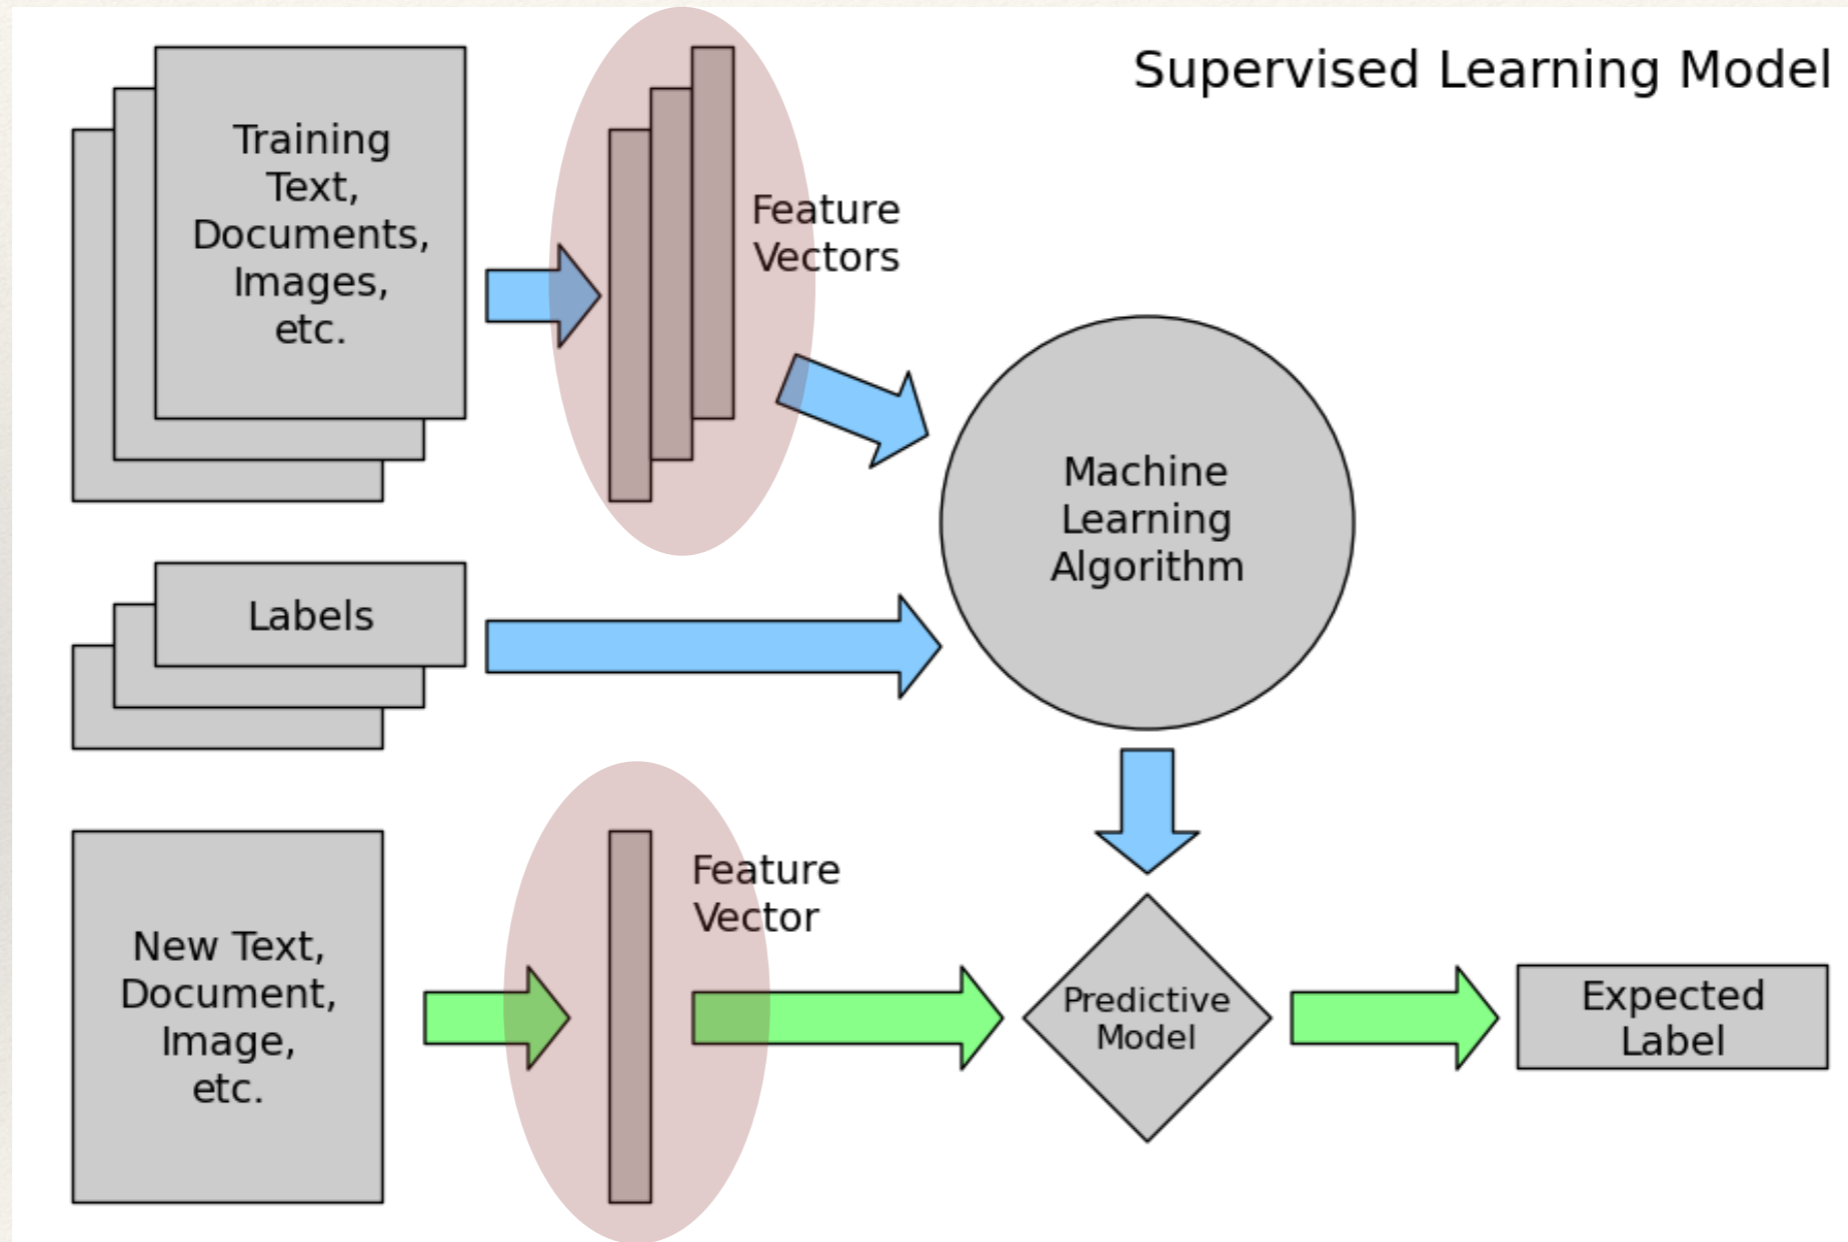 Supervised Learning Model
Training
Text,
Documents,
Images,
etc.
Feature
Vectors
Machine
Learning
Algorithm
Labels
New Text,
Document,
Image,
etc.
Feature
Vector
Predictive
Model
Expected
Label